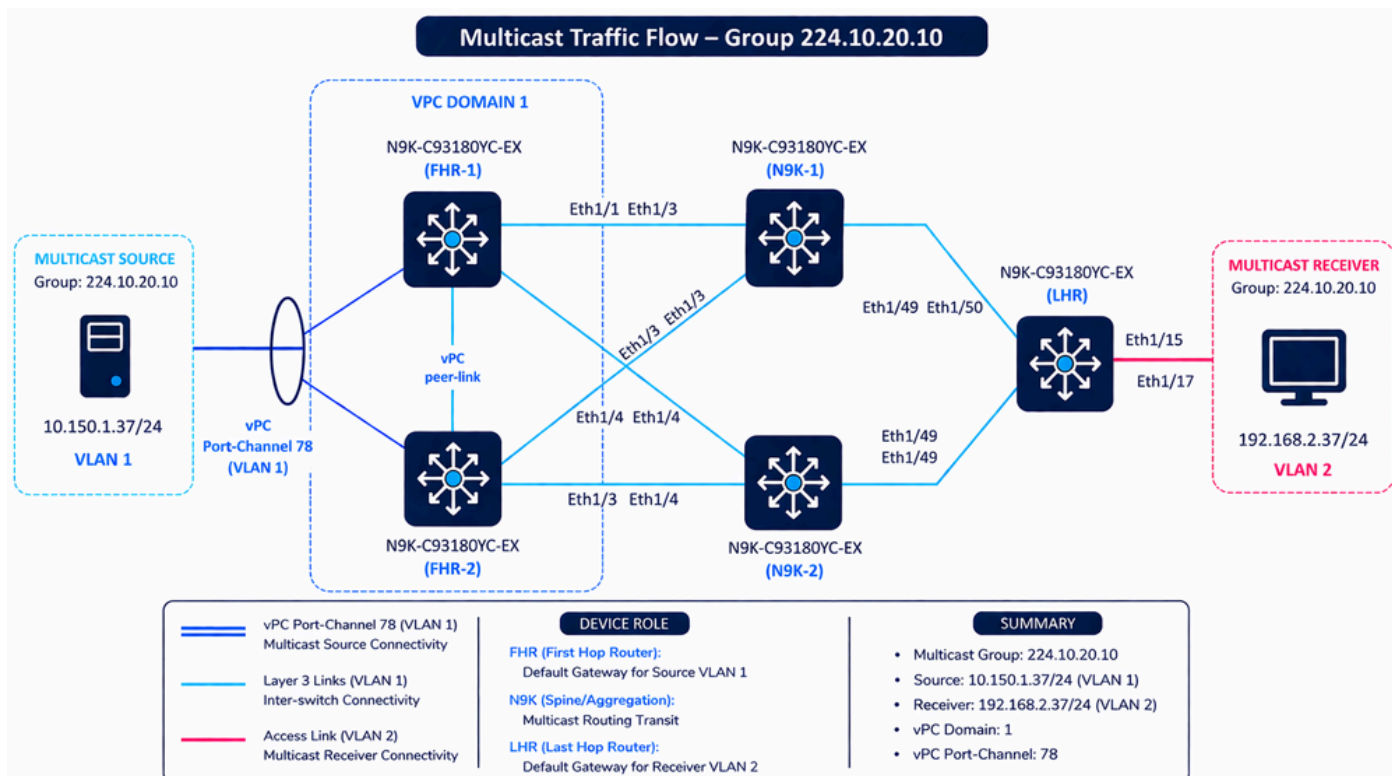 Multicast Traffic Flow – Group 224.10.20.10
VPC DOMAIN 1
N9K-C93180YC-EX
(FHR-1)
N9K-C93180YC-EX
(N9K-1)
Eth1/1 Eth1/3
MULTICAST SOURCE
Group: 224.10.20.10
10.150.1.37/24
VLAN 1
vPC
Port-Channel 78
(VLAN 1)
vPC
peer-link
Eth1/3 Eth1/3
Eth1/4 Eth1/4
Eth1/3 Eth1/4
N9K-C93180YC-EX
(FHR-2)
N9K-C93180YC-EX
(N9K-2)
N9K-C93180YC-EX
(LHR)
Eth1/49 Eth1/50
Eth1/49
Eth1/49
Eth1/15
Eth1/17
MULTICAST RECEIVER
Group: 224.10.20.10
192.168.2.37/24
VLAN 2
vPC Port-Channel 78 (VLAN 1)
Multicast Source Connectivity
Layer 3 Links (VLAN 1)
Inter-switch Connectivity
Access Link (VLAN 2)
Multicast Receiver Connectivity
DEVICE ROLE
FHR (First Hop Router):
Default Gateway for Source VLAN 1
N9K (Spine/Aggregation):
Multicast Routing Transit
LHR (Last Hop Router):
Default Gateway for Receiver VLAN 2
SUMMARY
• Multicast Group: 224.10.20.10
• Source: 10.150.1.37/24 (VLAN 1)
• Receiver: 192.168.2.37/24 (VLAN 2)
• vPC Domain: 1
• vPC Port-Channel: 78